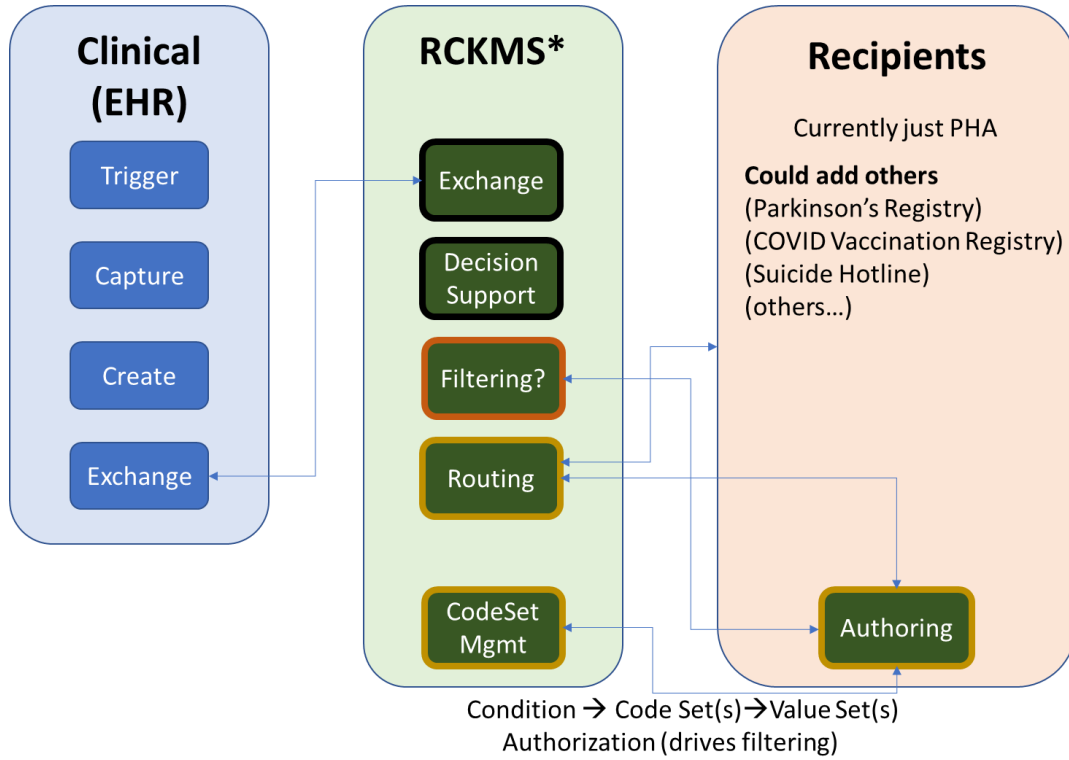 Clinical
(EHR)
Trigger
Capture
Create
Exchange
RCKMS*
Exchange
Decision
Support
Filtering?
Routing
CodeSet
Mgmt
Recipients
Currently just PHA
Could add others
(Parkinson’s Registry)
(COVID Vaccination Registry)
(Suicide Hotline)
(others…)
Authoring
Condition → Code Set(s)→Value Set(s)
Authorization (drives filtering)